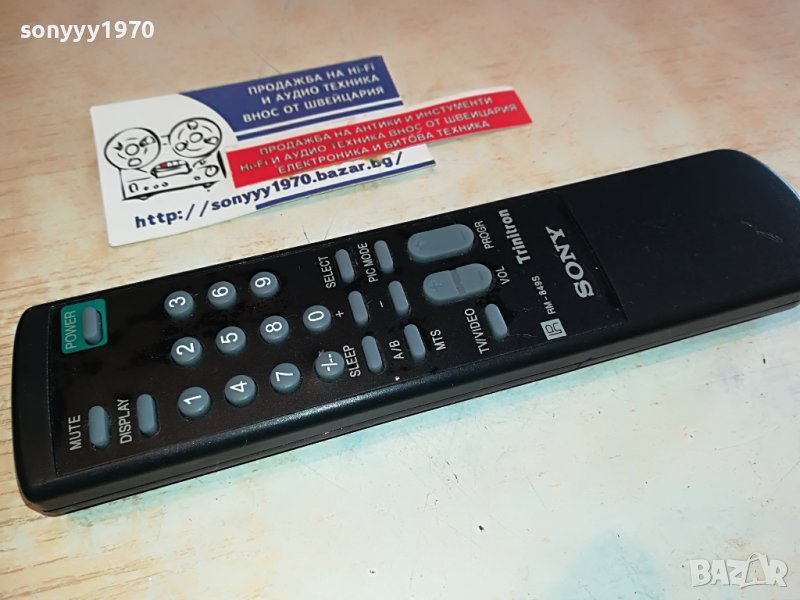 sonyyy1970
ПРОДАЖБА НА Hi-Fi
И АУДИО ТЕХНИКА
ВНОС ОТ ШВЕЙЦАРИЯ
ПРОДАЖБА НА АНТИКИ И ИНСТУМЕНТИ
Hi-Fi И АУДИО ТЕХНИКА ВНОС ОТ ШВЕЙЦАРИЯ
ЕЛЕКТРОНИКА И БИТОВА ТЕХНИКА
http://sonyyy1970.bazar.bg/
POWER
MUTE
DISPLAY
3 6 9
2 5 8 0
1 4 7 -/--
SELECT
PIC MODE
+ -
SLEEP
A/B
MTS
PROGR
VOL
TV/VIDEO
R RM-849S
Trinitron
SONY
BAZAR